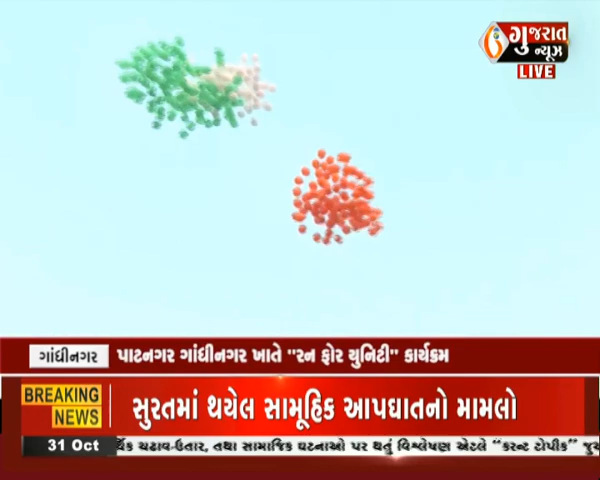 ગુજરાત
ન્યૂઝ
LIVE
ગાંધીનગર
પાટનગર ગાંધીનગર ખાતે "રન ફોર યુનિટી" કાર્યક્રમ
BREAKING
NEWS
સુરતમાં થયેલ સામૂહિક આપઘાતનો મામલો
31 Oct
ચઢાવ-ઉતાર, તથા સામાજિક ઘટનાઓ પર થતું વિશ્લેષણ એટલે "કરન્ટ ટોપીક"